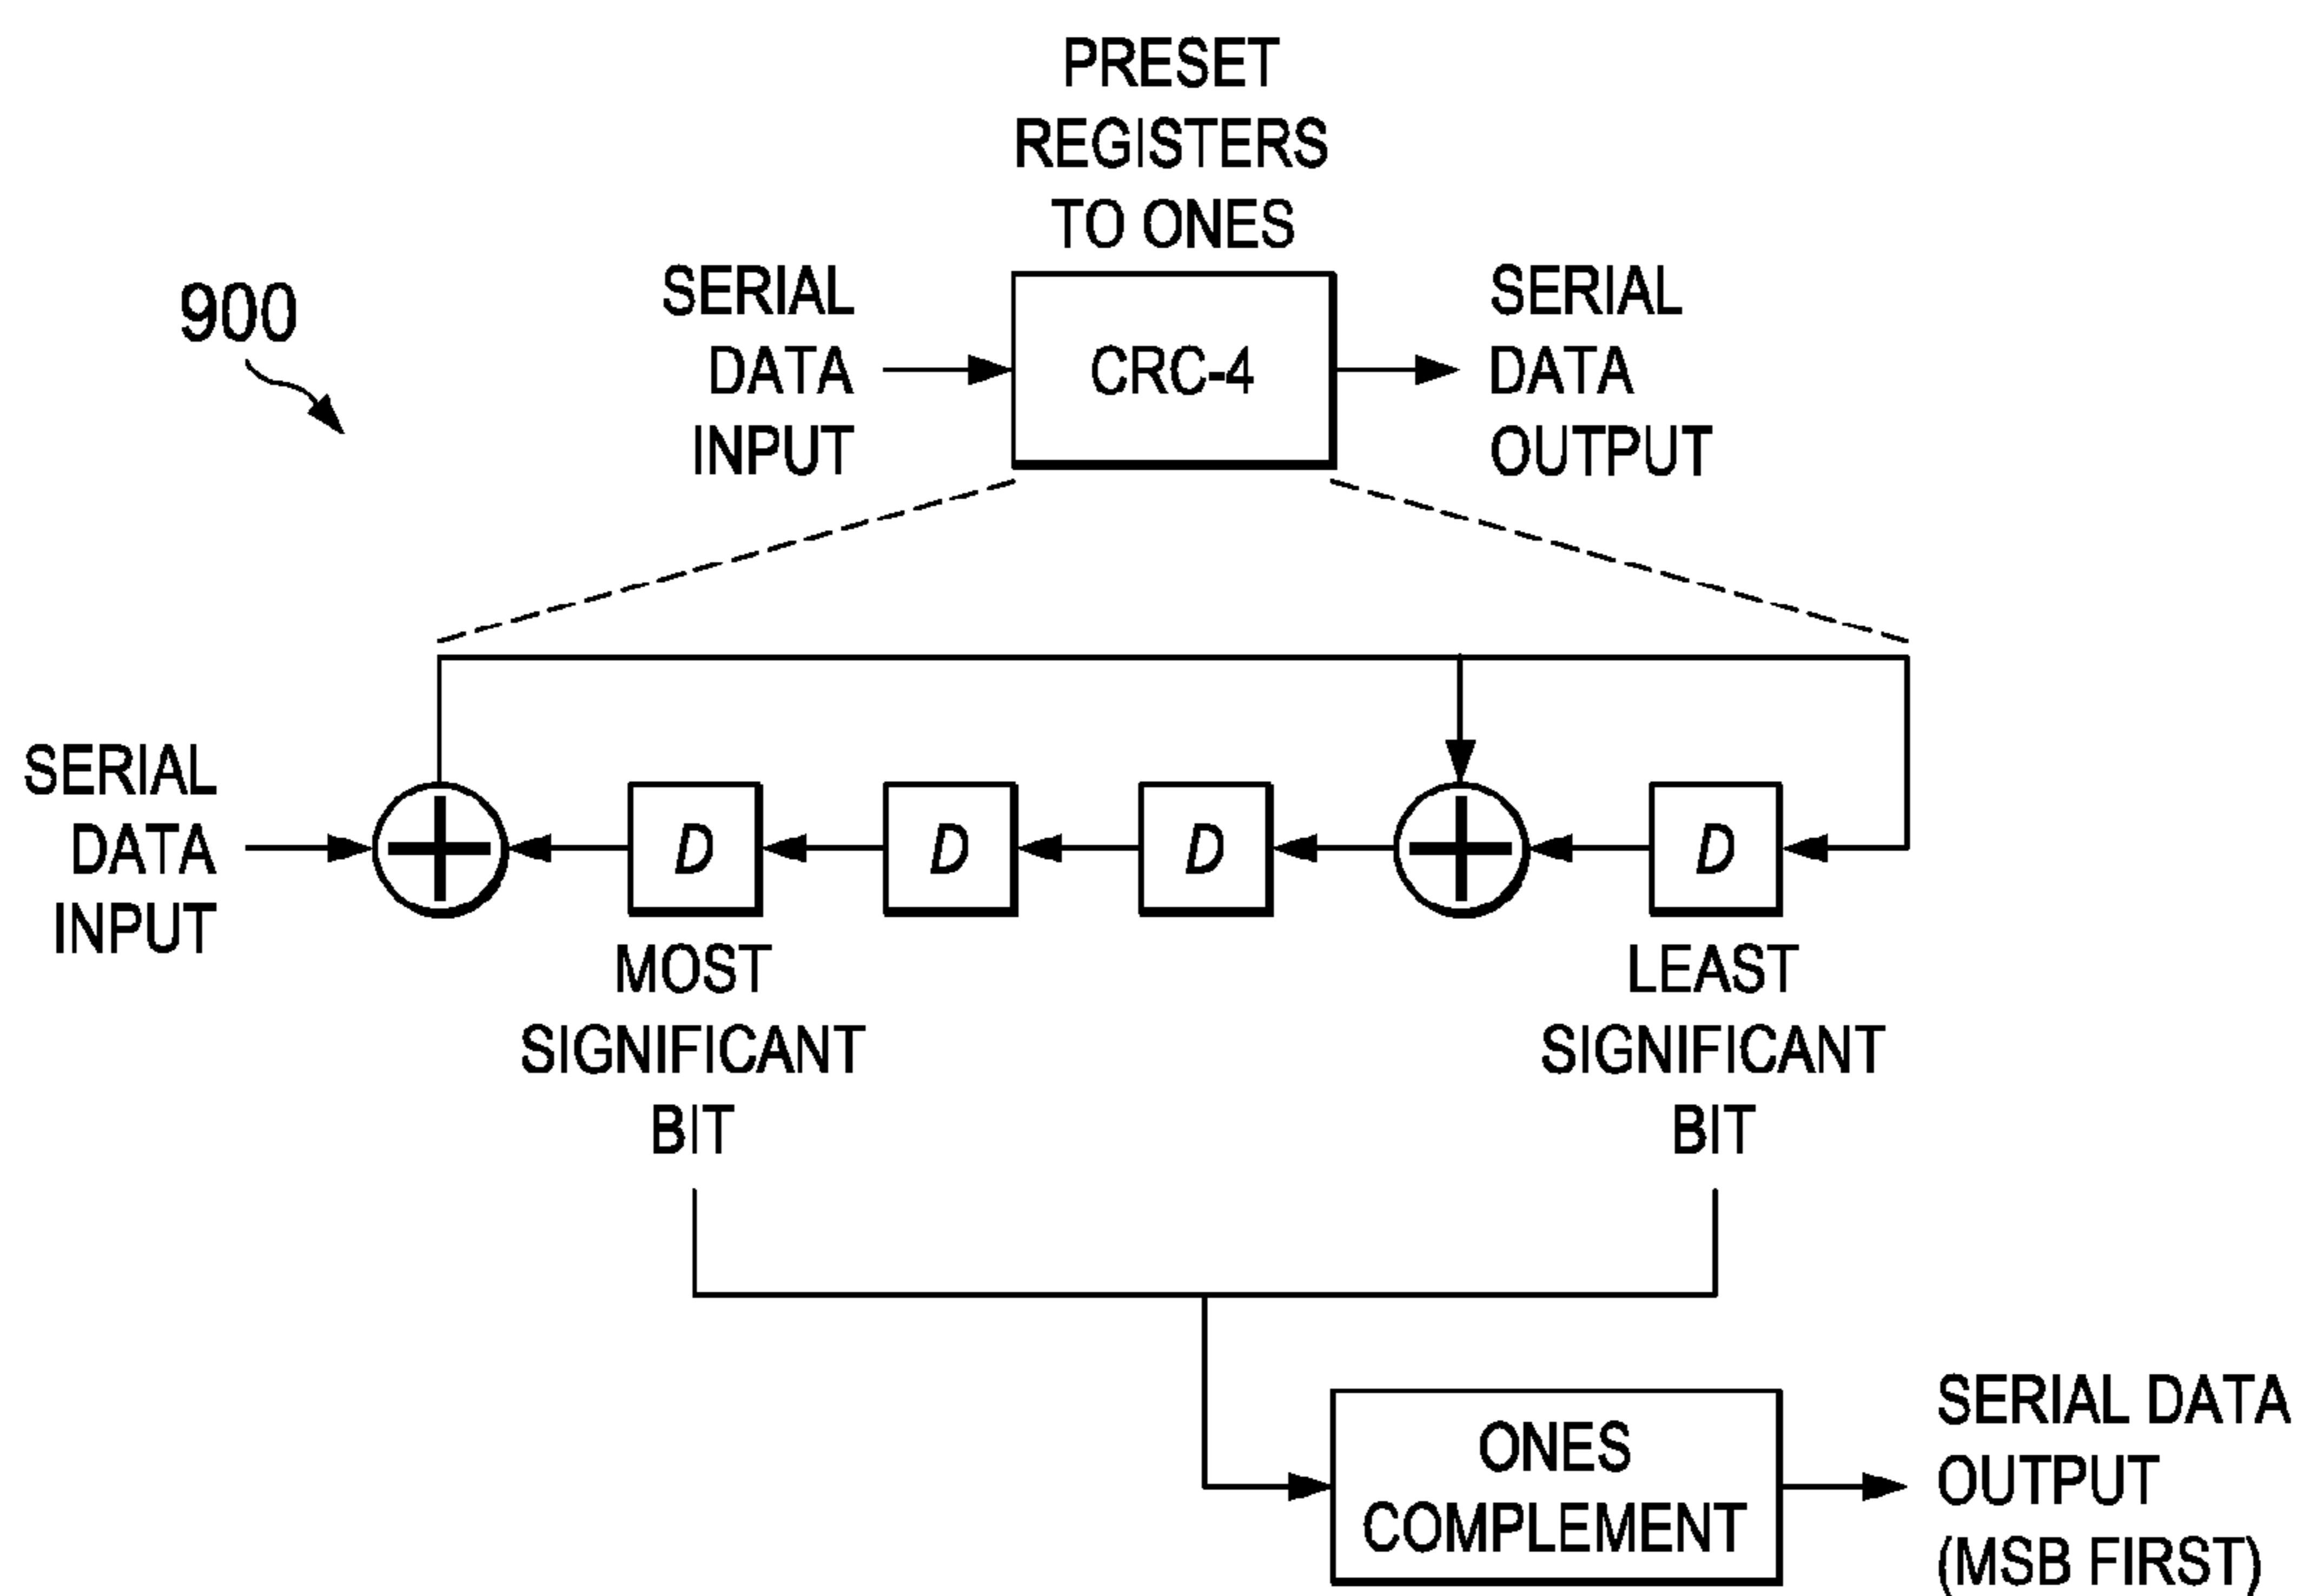 PRESET
REGISTERS
TO ONES
900
SERIAL
DATA
INPUT
CRC-4
SERIAL
DATA
OUTPUT
SERIAL
DATA
INPUT
D
D
D
D
MOST
SIGNIFICANT
BIT
LEAST
SIGNIFICANT
BIT
ONES
COMPLEMENT
SERIAL DATA
OUTPUT
(MSB FIRST)